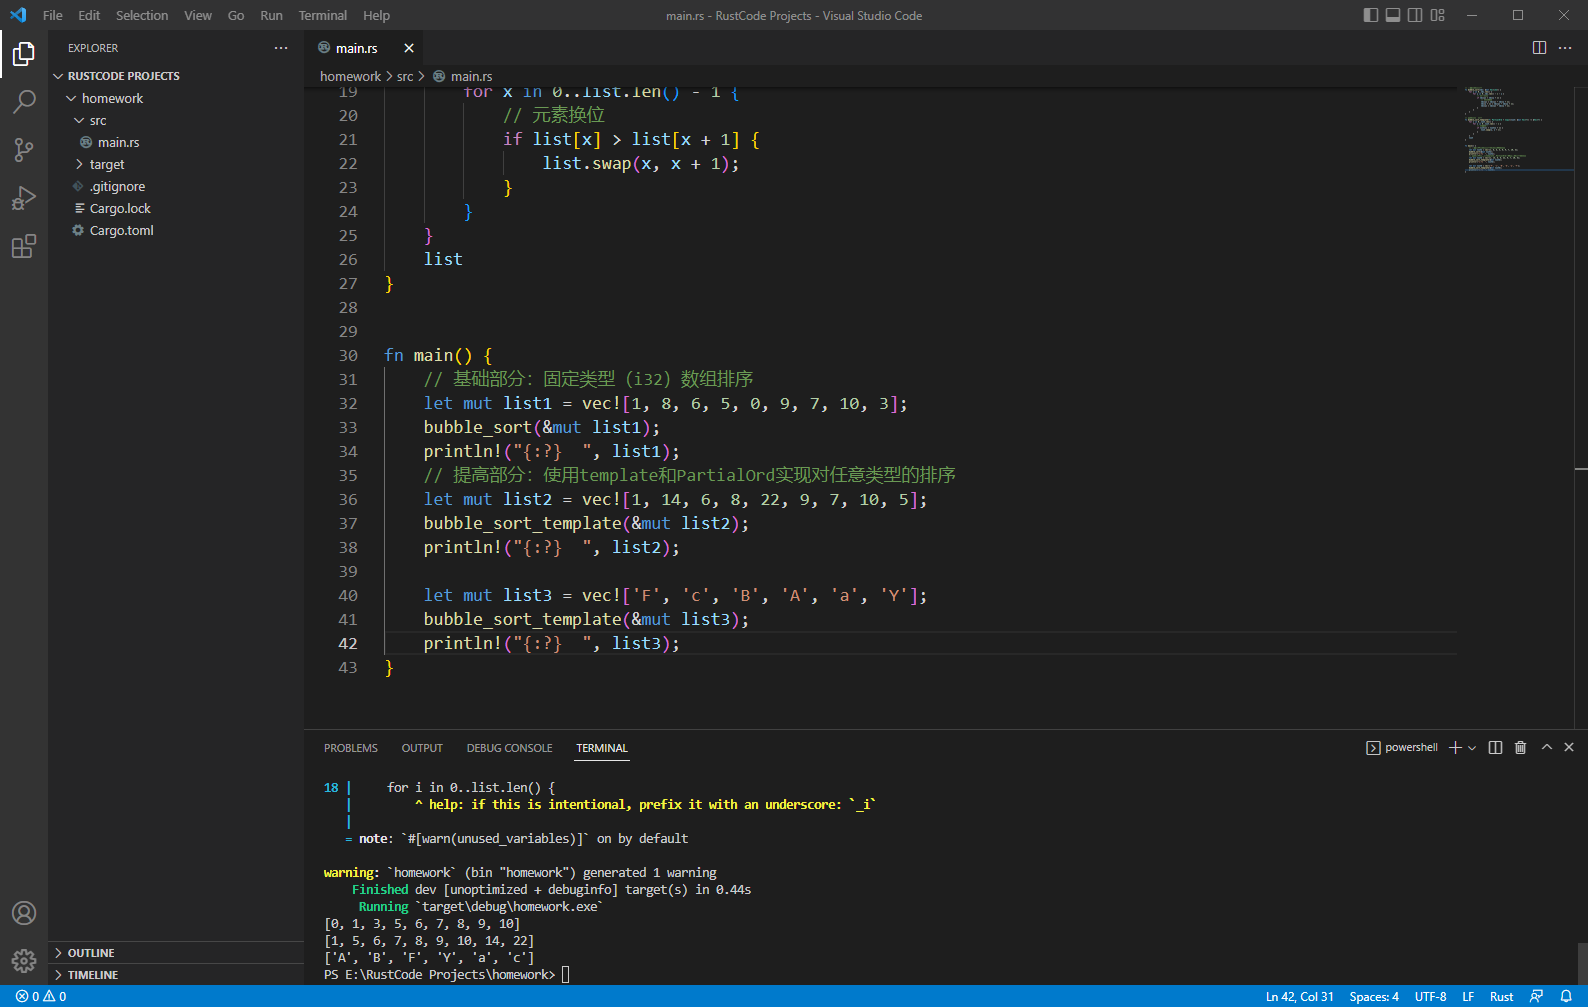 File Edit Selection View Go Run Terminal Help
main.rs - RustCode Projects - Visual Studio Code
EXPLORER
RUSTCODE PROJECTS
homework
src
main.rs
target
.gitignore
Cargo.lock
Cargo.toml
OUTLINE
TIMELINE
main.rs
homework > src > main.rs
19 for x in 0..list.len() - 1 {
20 // 元素换位
21 if list[x] > list[x + 1] {
22 list.swap(x, x + 1);
23 }
24 }
25 }
26 list
27 }
28
29
30 fn main() {
31 // 基础部分：固定类型（i32）数组排序
32 let mut list1 = vec![1, 8, 6, 5, 0, 9, 7, 10, 3];
33 bubble_sort(&mut list1);
34 println!("{:?}  ", list1);
35 // 提高部分：使用template和PartialOrd实现对任意类型的排序
36 let mut list2 = vec![1, 14, 6, 8, 22, 9, 7, 10, 5];
37 bubble_sort_template(&mut list2);
38 println!("{:?}  ", list2);
39
40 let mut list3 = vec!['F', 'c', 'B', 'A', 'a', 'Y'];
41 bubble_sort_template(&mut list3);
42 println!("{:?}  ", list3);
43 }
PROBLEMS OUTPUT DEBUG CONSOLE TERMINAL
powershell
18 |     for i in 0..list.len() {
|         ^ help: if this is intentional, prefix it with an underscore: `_i`
|
= note: `#[warn(unused_variables)]` on by default
warning: `homework` (bin "homework") generated 1 warning
Finished dev [unoptimized + debuginfo] target(s) in 0.44s
Running `target\debug\homework.exe`
[0, 1, 3, 5, 6, 7, 8, 9, 10]
[1, 5, 6, 7, 8, 9, 10, 14, 22]
['A', 'B', 'F', 'Y', 'a', 'c']
PS E:\RustCode Projects\homework>
0 0
Ln 42, Col 31 Spaces: 4 UTF-8 LF Rust